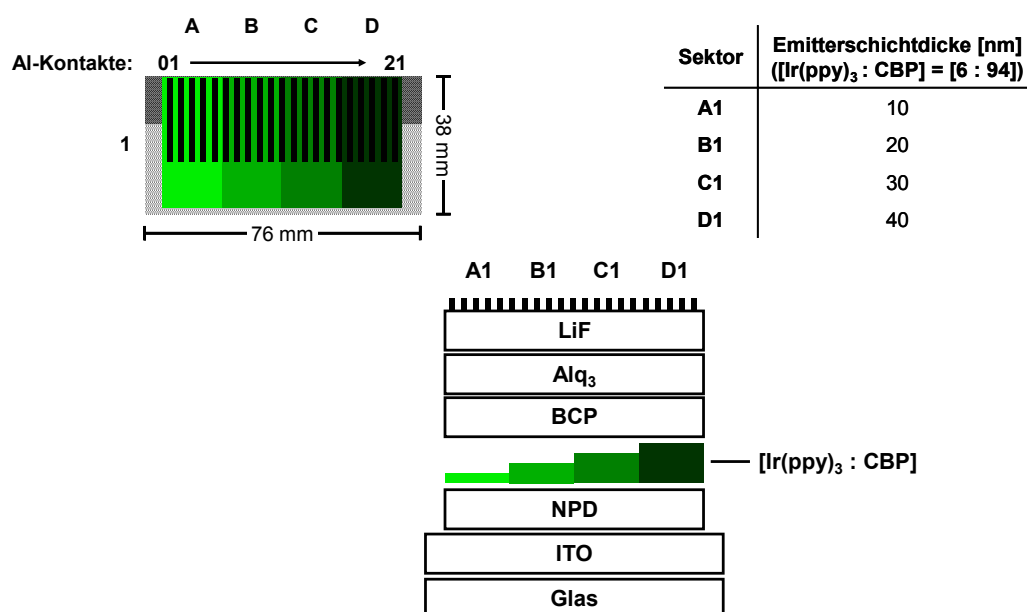 A B C D
Al-Kontakte: 01 21
1
38 mm
76 mm
Sektor Emitterschichtdicke [nm]
([Ir(ppy)₃ : CBP] = [6 : 94])
A1 10
B1 20
C1 30
D1 40
A1 B1 C1 D1
LiF
Alq₃
BCP
[Ir(ppy)₃ : CBP]
NPD
ITO
Glas